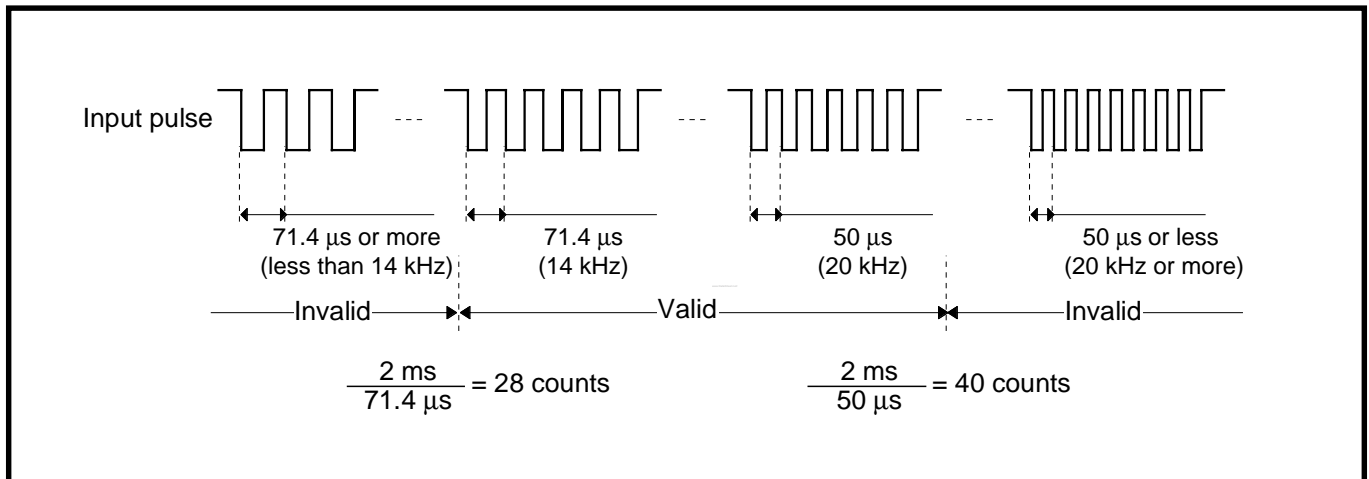 Input pulse
71.4 μs or more
(less than 14 kHz)
71.4 μs
(14 kHz)
50 μs
(20 kHz)
50 μs or less
(20 kHz or more)
Invalid
Valid
Invalid
2 ms
71.4 μs
= 28 counts
2 ms
50 μs
= 40 counts